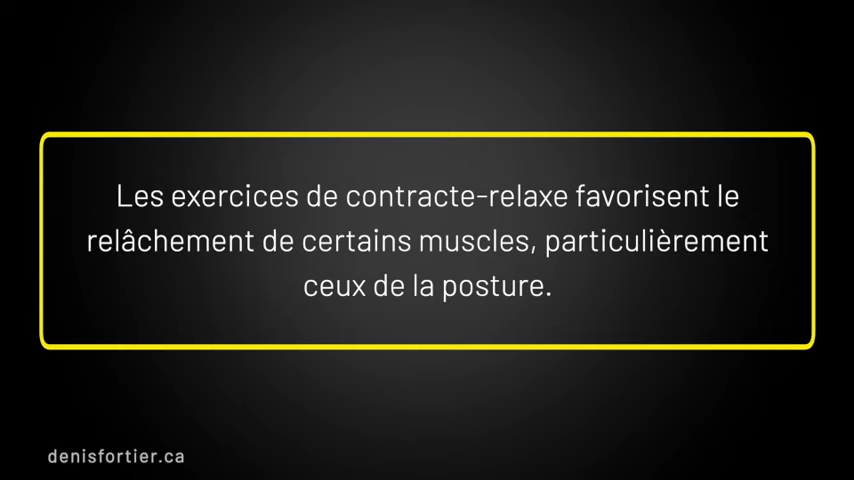 Les exercices de contracte-relaxe favorisent le
relâchement de certains muscles, particulièrement
ceux de la posture.
denisfortier.ca